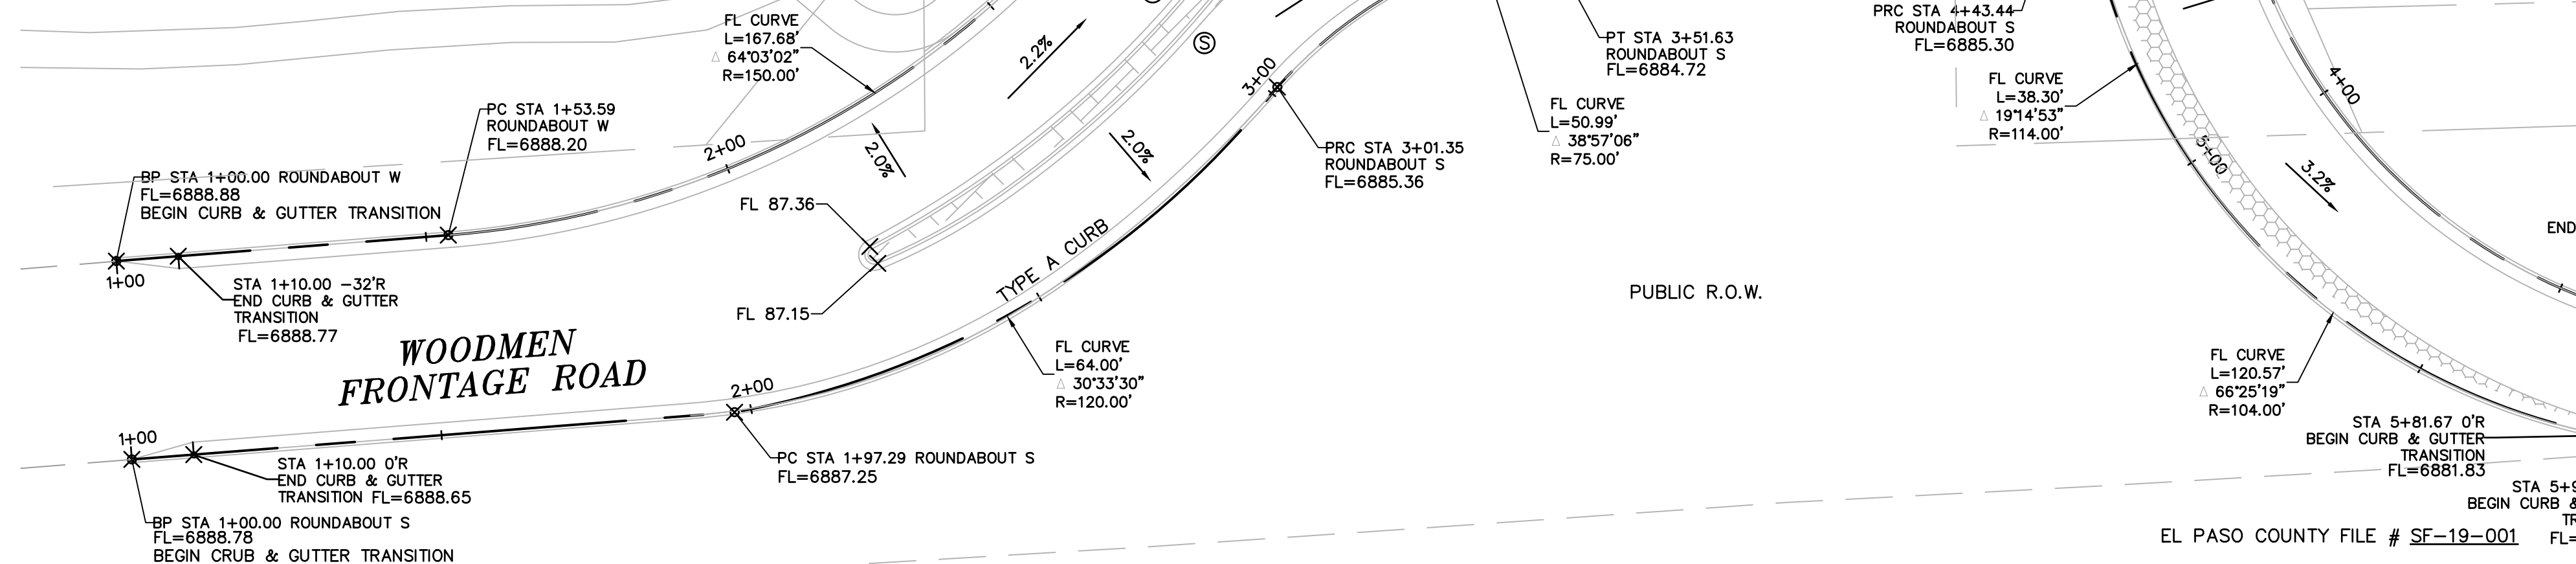 FL CURVE
L=167.68'
△ 64°03'02"
R=150.00'
2.2%
Ⓢ
3+00
PT STA 3+51.63
ROUNDABOUT S
FL=6884.72
PRC STA 4+43.44
ROUNDABOUT S
FL=6885.30
FL CURVE
L=38.30'
△ 19°14'53"
R=114.00'
4+00
PC STA 1+53.59
ROUNDABOUT W
FL=6888.20
2+00
2.0%
2.0%
PRC STA 3+01.35
ROUNDABOUT S
FL=6885.36
FL CURVE
L=50.99'
△ 38°57'06"
R=75.00'
5+00
3.2%
BP STA 1+00.00 ROUNDABOUT W
FL=6888.88
BEGIN CURB & GUTTER TRANSITION
FL 87.36
TYPE A CURB
END
1+00
STA 1+10.00 -32'R
END CURB & GUTTER
TRANSITION
FL=6888.77
FL 87.15
PUBLIC R.O.W.
WOODMEN
FRONTAGE ROAD
FL CURVE
L=64.00'
△ 30°33'30"
R=120.00'
FL CURVE
L=120.57'
△ 66°25'19"
R=104.00'
2+00
1+00
STA 1+10.00 0'R
END CURB & GUTTER
TRANSITION FL=6888.65
PC STA 1+97.29 ROUNDABOUT S
FL=6887.25
STA 5+81.67 0'R
BEGIN CURB & GUTTER
TRANSITION
FL=6881.83
BP STA 1+00.00 ROUNDABOUT S
FL=6888.78
BEGIN CRUB & GUTTER TRANSITION
STA 5+9
BEGIN CURB &
TR
FL=
EL PASO COUNTY FILE # SF-19-001